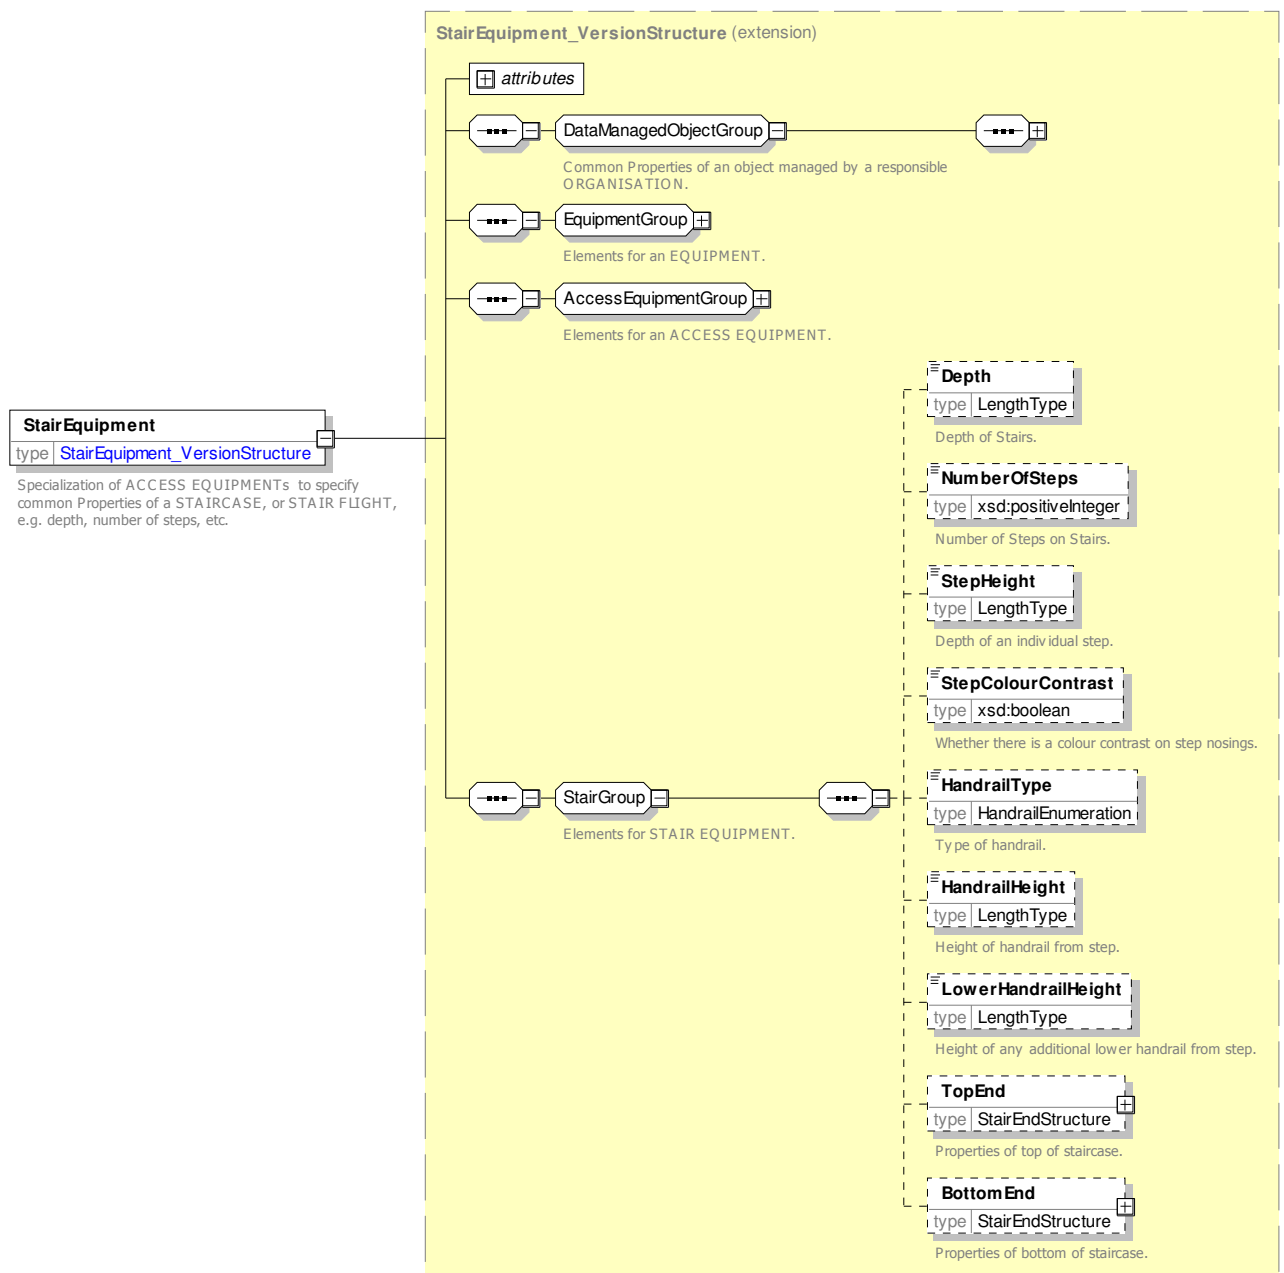 StairEquipment_VersionStructure (extension)
attributes
DataManagedObjectGroup
Common Properties of an object managed by a responsible
ORGANISATION.
EquipmentGroup
Elements for an EQUIPMENT.
AccessEquipmentGroup
Elements for an ACCESS EQUIPMENT.
StairEquipment
type StairEquipment_VersionStructure
Specialization of ACCESS EQUIPMENTs to specify
common Properties of a STAIRCASE, or STAIR FLIGHT,
e.g. depth, number of steps, etc.
StairGroup
Elements for STAIR EQUIPMENT.
Depth
type LengthType
Depth of Stairs.
NumberOfSteps
type xsd:positiveInteger
Number of Steps on Stairs.
StepHeight
type LengthType
Depth of an individual step.
StepColourContrast
type xsd:boolean
Whether there is a colour contrast on step nosings.
HandrailType
type HandrailEnumeration
Type of handrail.
HandrailHeight
type LengthType
Height of handrail from step.
LowerHandrailHeight
type LengthType
Height of any additional lower handrail from step.
TopEnd
type StairEndStructure
Properties of top of staircase.
BottomEnd
type StairEndStructure
Properties of bottom of staircase.